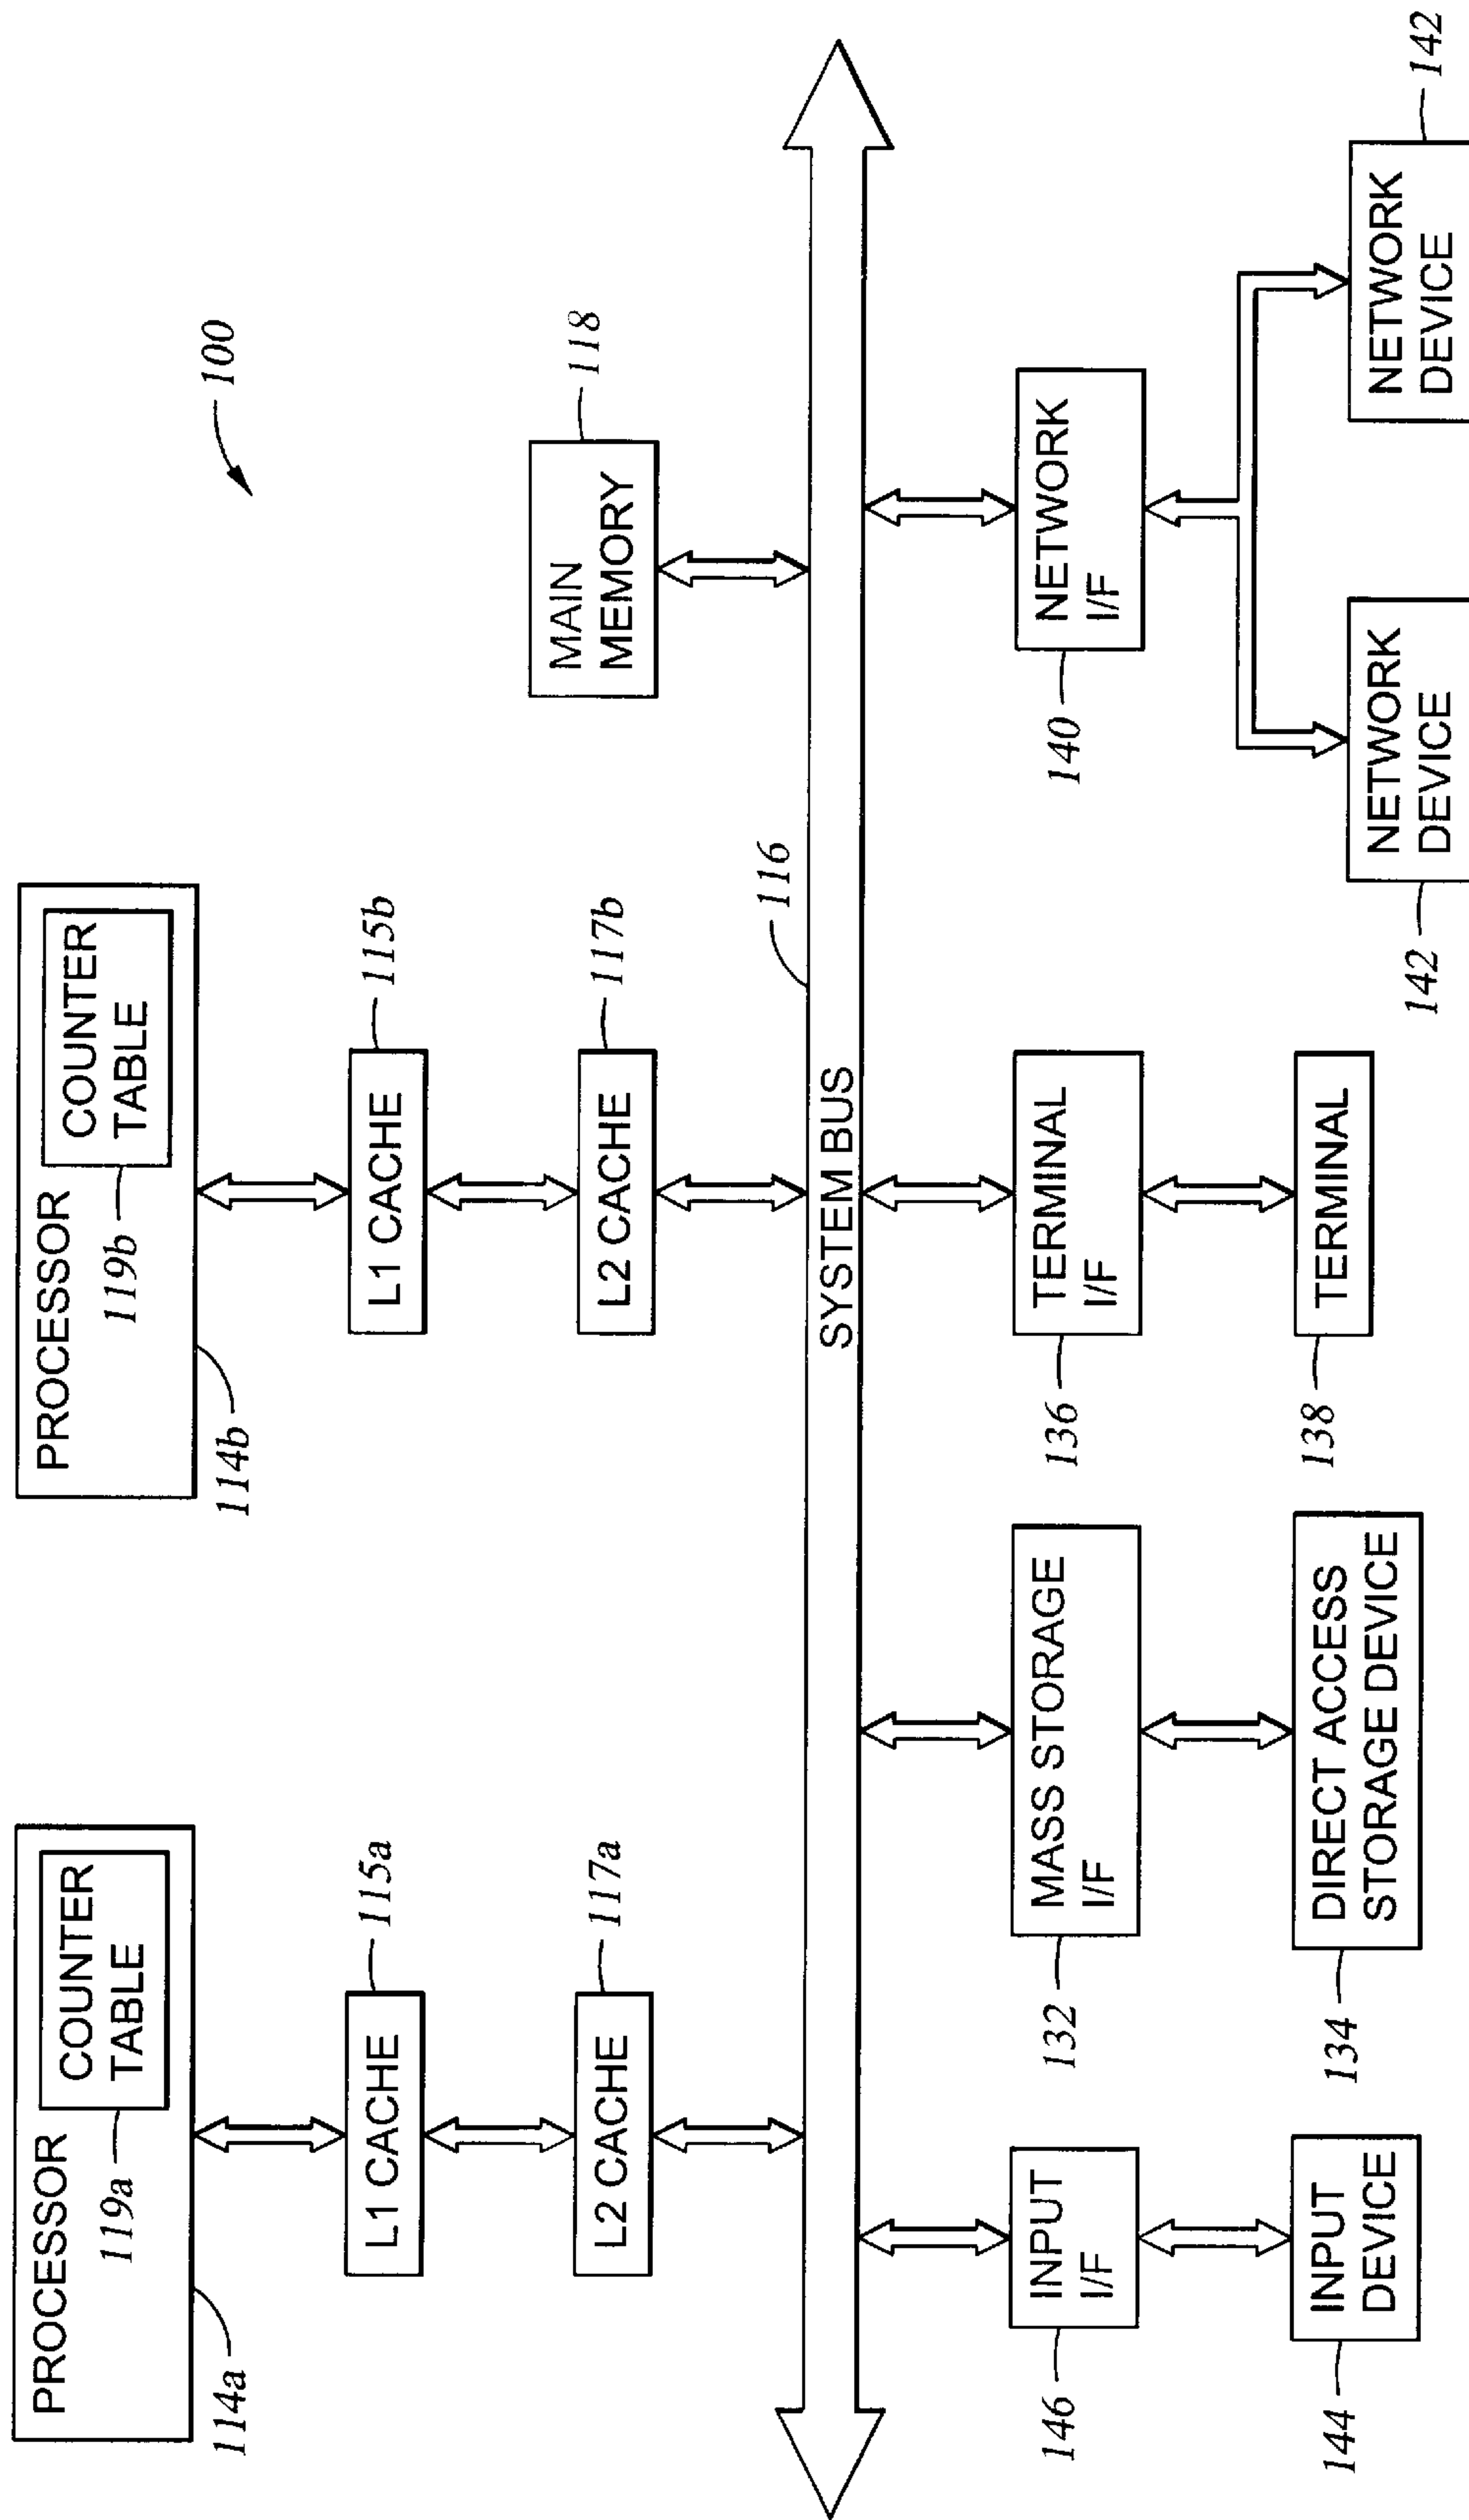 100
PROCESSOR
COUNTER
TABLE
119a
114a
PROCESSOR
COUNTER
TABLE
119b
114b
L1 CACHE
115a
L1 CACHE
115b
MAIN
MEMORY
118
L2 CACHE
117a
L2 CACHE
117b
116
SYSTEM BUS
INPUT
I/F
146
MASS STORAGE
I/F
132
TERMINAL
I/F
136
NETWORK
I/F
140
INPUT
DEVICE
144
DIRECT ACCESS
STORAGE DEVICE
134
TERMINAL
138
NETWORK
DEVICE
142
NETWORK
DEVICE
142